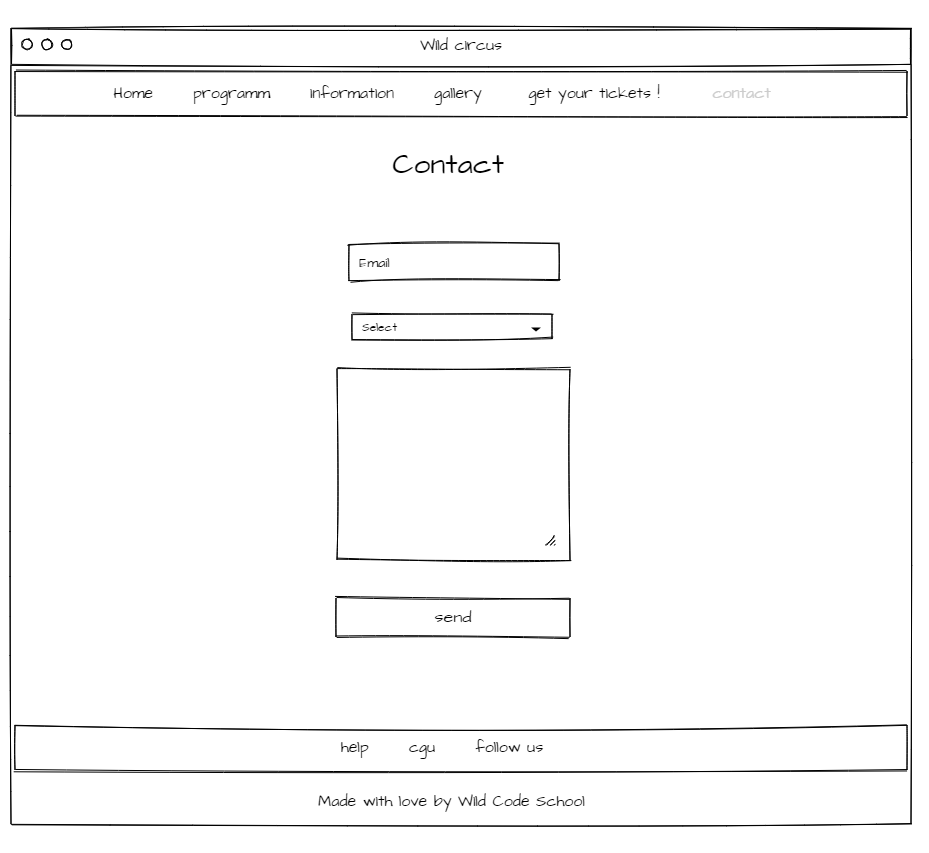 Wild circus
Home programm Information gallery get your tickets ! contact
Contact
Email
Select
send
help cgu follow us
Made with love by Wild Code School